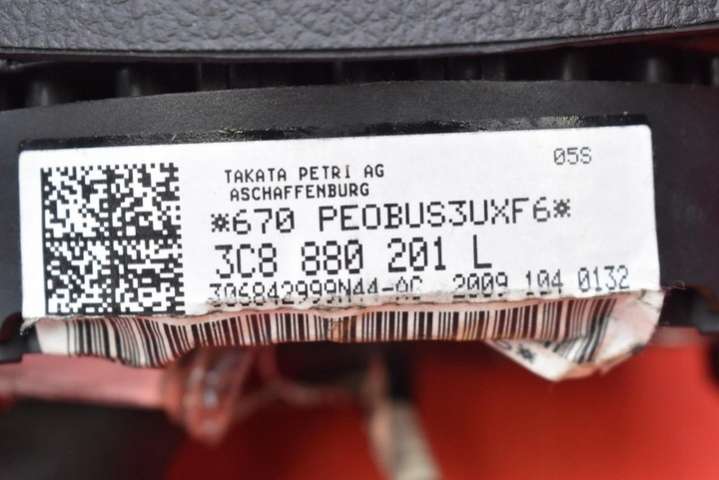 TAKATA PETRI AG
05S
ASCHAFFENBURG
*670 PEOBUS3UXF6*
3C8 880 201 L
306842999N44-AC 2009 104 0132